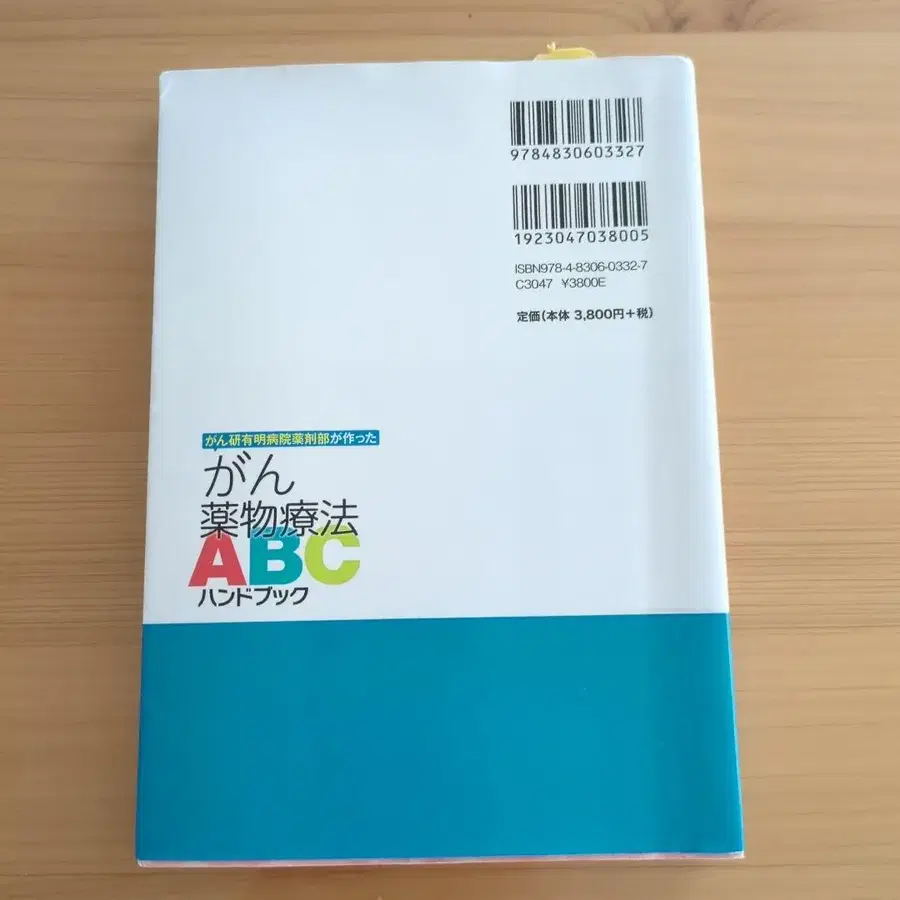 9784830603327
1923047038005
ISBN978-4-8306-0332-7
C3047 ¥3800E
定価(本体 3,800円+税)
がん研有明病院薬剤部が作った
がん
薬物療法
ABC
ハンドブック